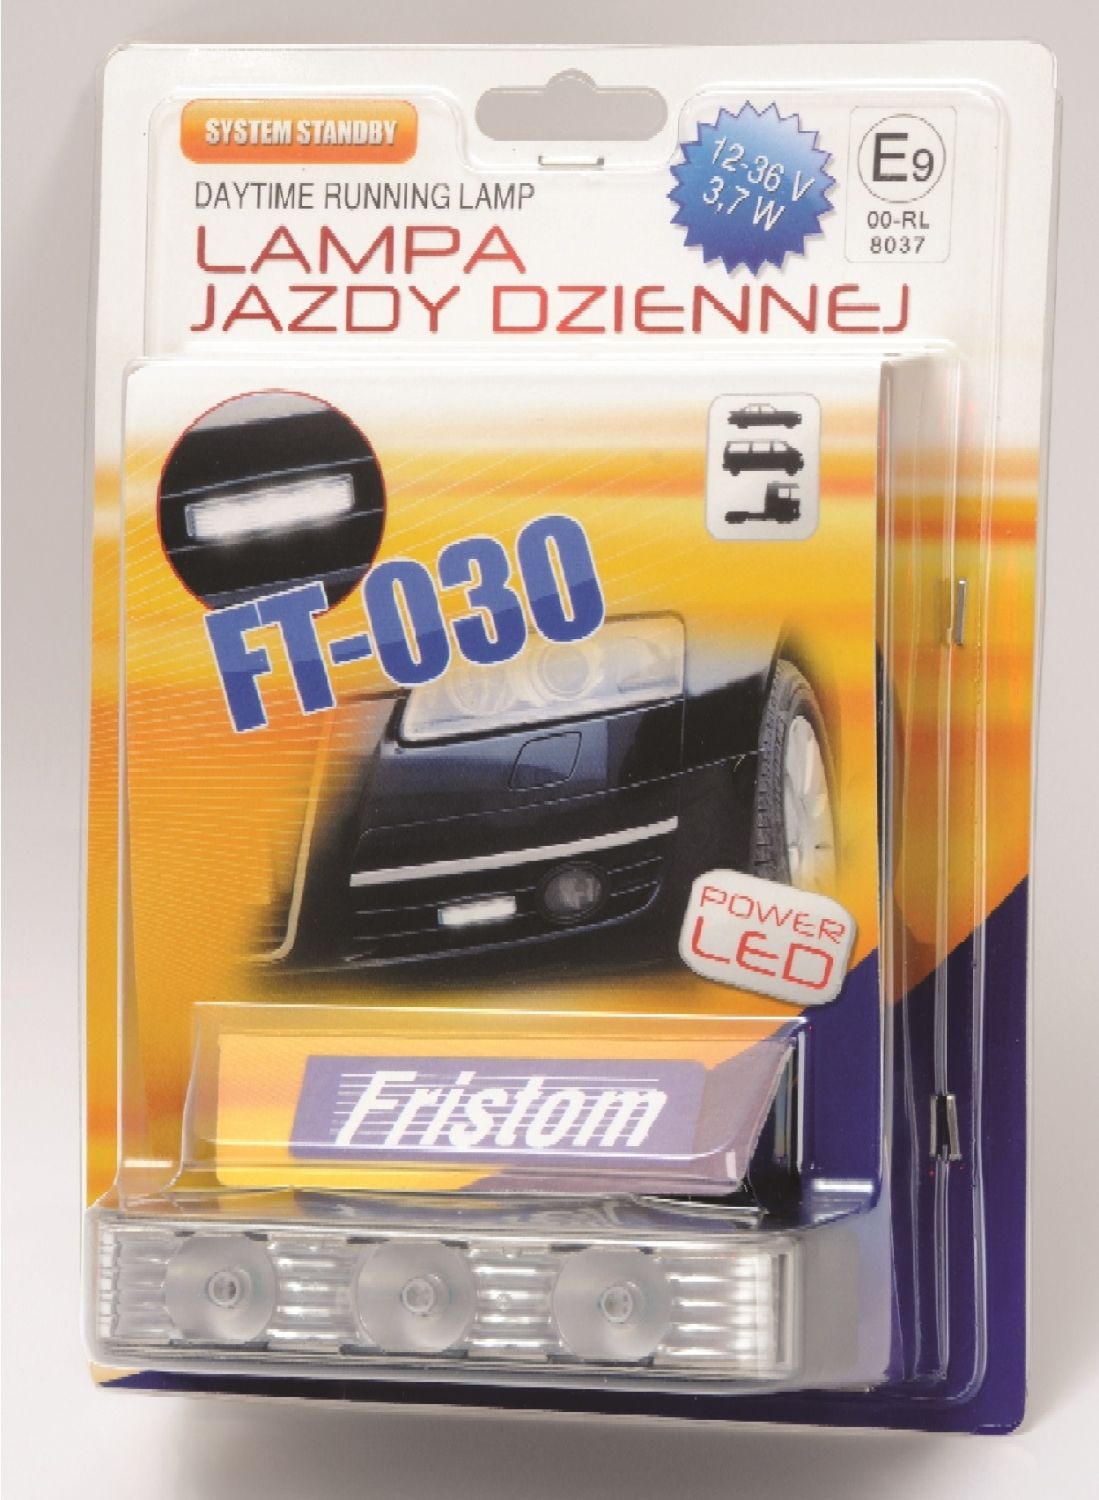 SYSTEM STANDBY
DAYTIME RUNNING LAMP
LAMPA
JAZDY DZIENNEJ
12-36 V
3,7 W
E9
00-RL
8037
FT-030
POWER
LED
Fristom